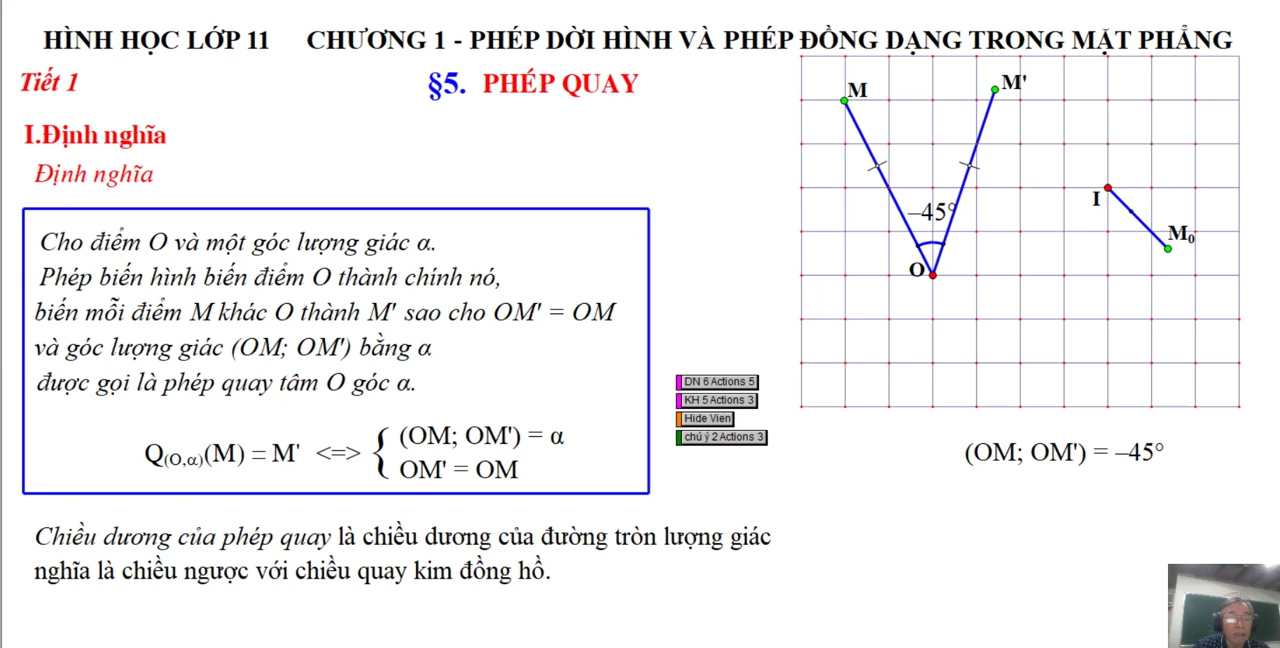 HÌNH HỌC LỚP 11 CHƯƠNG 1 - PHÉP DỜI HÌNH VÀ PHÉP ĐỒNG DẠNG TRONG MẶT PHẲNG
Tiết 1
§5. PHÉP QUAY
I.Định nghĩa
Định nghĩa
Cho điểm O và một góc lượng giác α.
Phép biến hình biến điểm O thành chính nó,
biến mỗi điểm M khác O thành M' sao cho OM' = OM
và góc lượng giác (OM; OM') bằng α
được gọi là phép quay tâm O góc α.
Q(O,α)(M) = M' <=> { (OM; OM') = α
OM' = OM
Chiều dương của phép quay là chiều dương của đường tròn lượng giác
nghĩa là chiều ngược với chiều quay kim đồng hồ.
DN 6 Actions 5
KH 5 Actions 3
Hide Vien
chú ý 2 Actions 3
M
M'
–45°
O
I
M₀
(OM; OM') = –45°